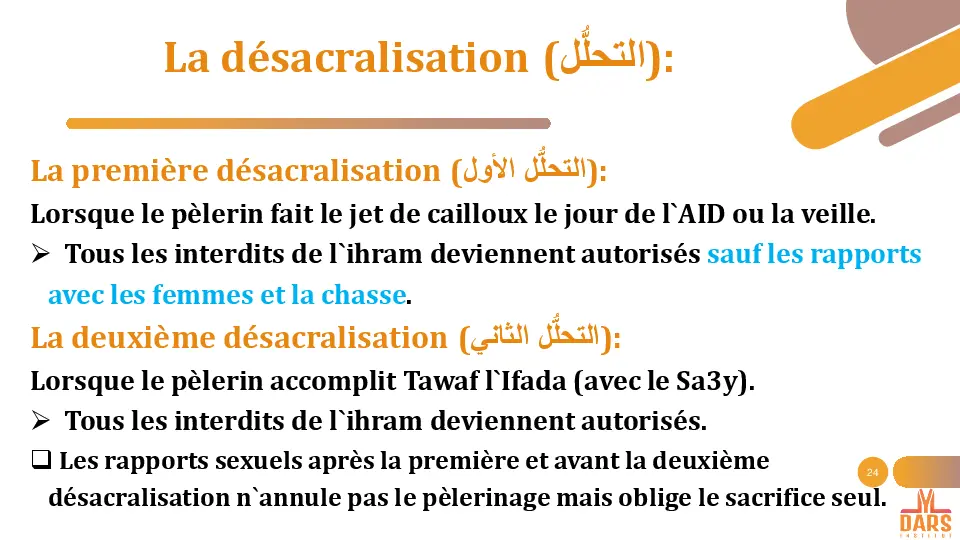 La désacralisation (التحلُّل):
La première désacralisation (التحلُّل الأول):
Lorsque le pèlerin fait le jet de cailloux le jour de l`AID ou la veille.
➢ Tous les interdits de l`ihram deviennent autorisés sauf les rapports
avec les femmes et la chasse.
La deuxième désacralisation (التحلُّل الثاني):
Lorsque le pèlerin accomplit Tawaf l`Ifada (avec le Sa3y).
➢ Tous les interdits de l`ihram deviennent autorisés.
❑ Les rapports sexuels après la première et avant la deuxième
désacralisation n`annule pas le pèlerinage mais oblige le sacrifice seul.
24
DARS
INSTITUT